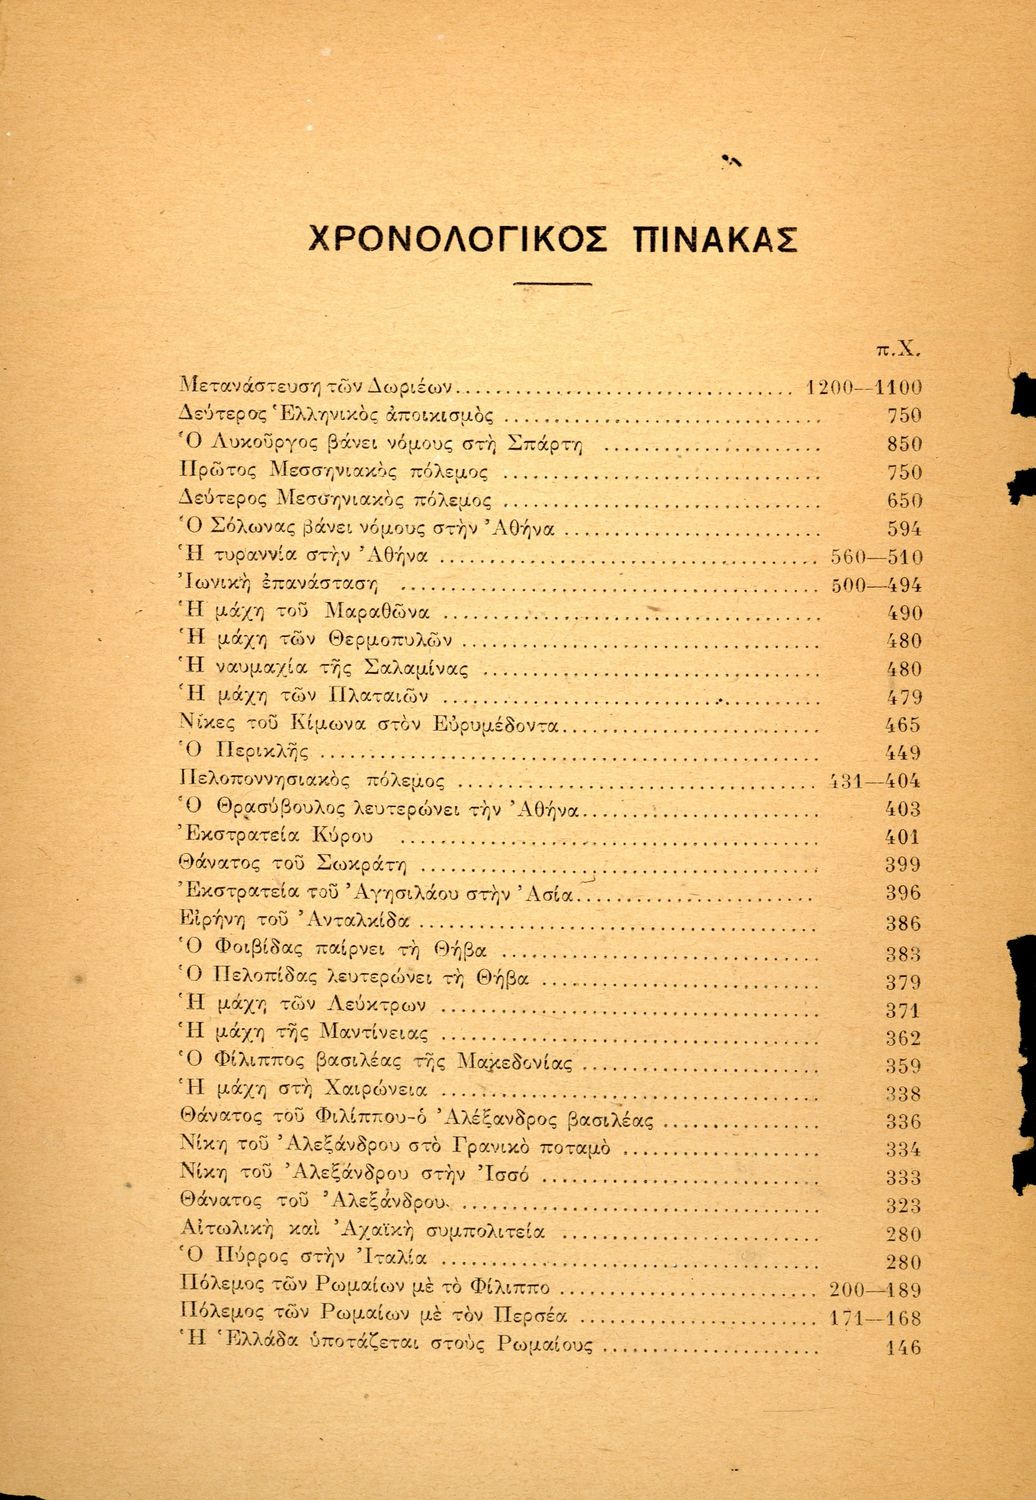 ΧΡΟΝΟΛΟΓΙΚΟΣ ΠΙΝΑΚΑΣ
π.Χ.
Μετανάστευση τῶν Δωριέων.................................. 1200—1100
Δεύτερος Ἑλληνικὸς ἀποικισμὸς ................................ 750
Ὁ Λυκοῦργος βάνει νόμους στὴ Σπάρτη ...................... 850
Πρῶτος Μεσσηνιακὸς πόλεμος ................................ 750
Δεύτερος Μεσσηνιακὸς πόλεμος ................................ 650
Ὁ Σόλωνας βάνει νόμους στὴν Ἀθήνα .......................... 594
Ἡ τυραννία στὴν Ἀθήνα ...................................... 560—510
Ἰωνικὴ ἐπανάσταση .......................................... 500—494
Ἡ μάχη τοῦ Μαραθῶνα ...................................... 490
Ἡ μάχη τῶν Θερμοπυλῶν .................................... 480
Ἡ ναυμαχία τῆς Σαλαμίνας .................................. 480
Ἡ μάχη τῶν Πλαταιῶν ...................................... 479
Νίκες τοῦ Κίμωνα στὸν Εὐρυμέδοντα.......................... 465
Ὁ Περικλῆς .................................................. 449
Πελοποννησιακὸς πόλεμος .................................... 431—404
Ὁ Θρασύβουλος λευτερώνει τὴν Ἀθήνα........................ 403
Ἐκστρατεία Κύρου .......................................... 401
Θάνατος τοῦ Σωκράτη ........................................ 399
Ἐκστρατεία τοῦ Ἀγησιλάου στὴν Ἀσία........................ 396
Εἰρήνη τοῦ Ἀνταλκίδα ........................................ 386
Ὁ Φοιβίδας παίρνει τὴ Θήβα ................................ 383
Ὁ Πελοπίδας λευτερώνει τὴ Θήβα ............................ 379
Ἡ μάχη τῶν Λεύκτρων ...................................... 371
Ἡ μάχη τῆς Μαντίνειας ...................................... 362
Ὁ Φίλιππος βασιλέας τῆς Μακεδονίας ........................ 359
Ἡ μάχη στὴ Χαιρώνεια ...................................... 338
Θάνατος τοῦ Φιλίππου-ὁ Ἀλέξανδρος βασιλέας ................ 336
Νίκη τοῦ Ἀλεξάνδρου στὸ Γρανικὸ ποταμὸ .................... 334
Νίκη τοῦ Ἀλεξάνδρου στὴν Ἰσσό ............................ 333
Θάνατος τοῦ Ἀλεξάνδρου. .................................... 323
Αἰτωλικὴ καὶ Ἀχαϊκὴ συμπολιτεία .......................... 280
Ὁ Πύρρος στὴν Ἰταλία ...................................... 280
Πόλεμος τῶν Ρωμαίων μὲ τὸ Φίλιππο .......................... 200—189
Πόλεμος τῶν Ρωμαίων μὲ τὸν Περσέα ........................ 171—168
Ἡ Ἑλλάδα ὑποτάζεται στοὺς Ρωμαίους ...................... 146